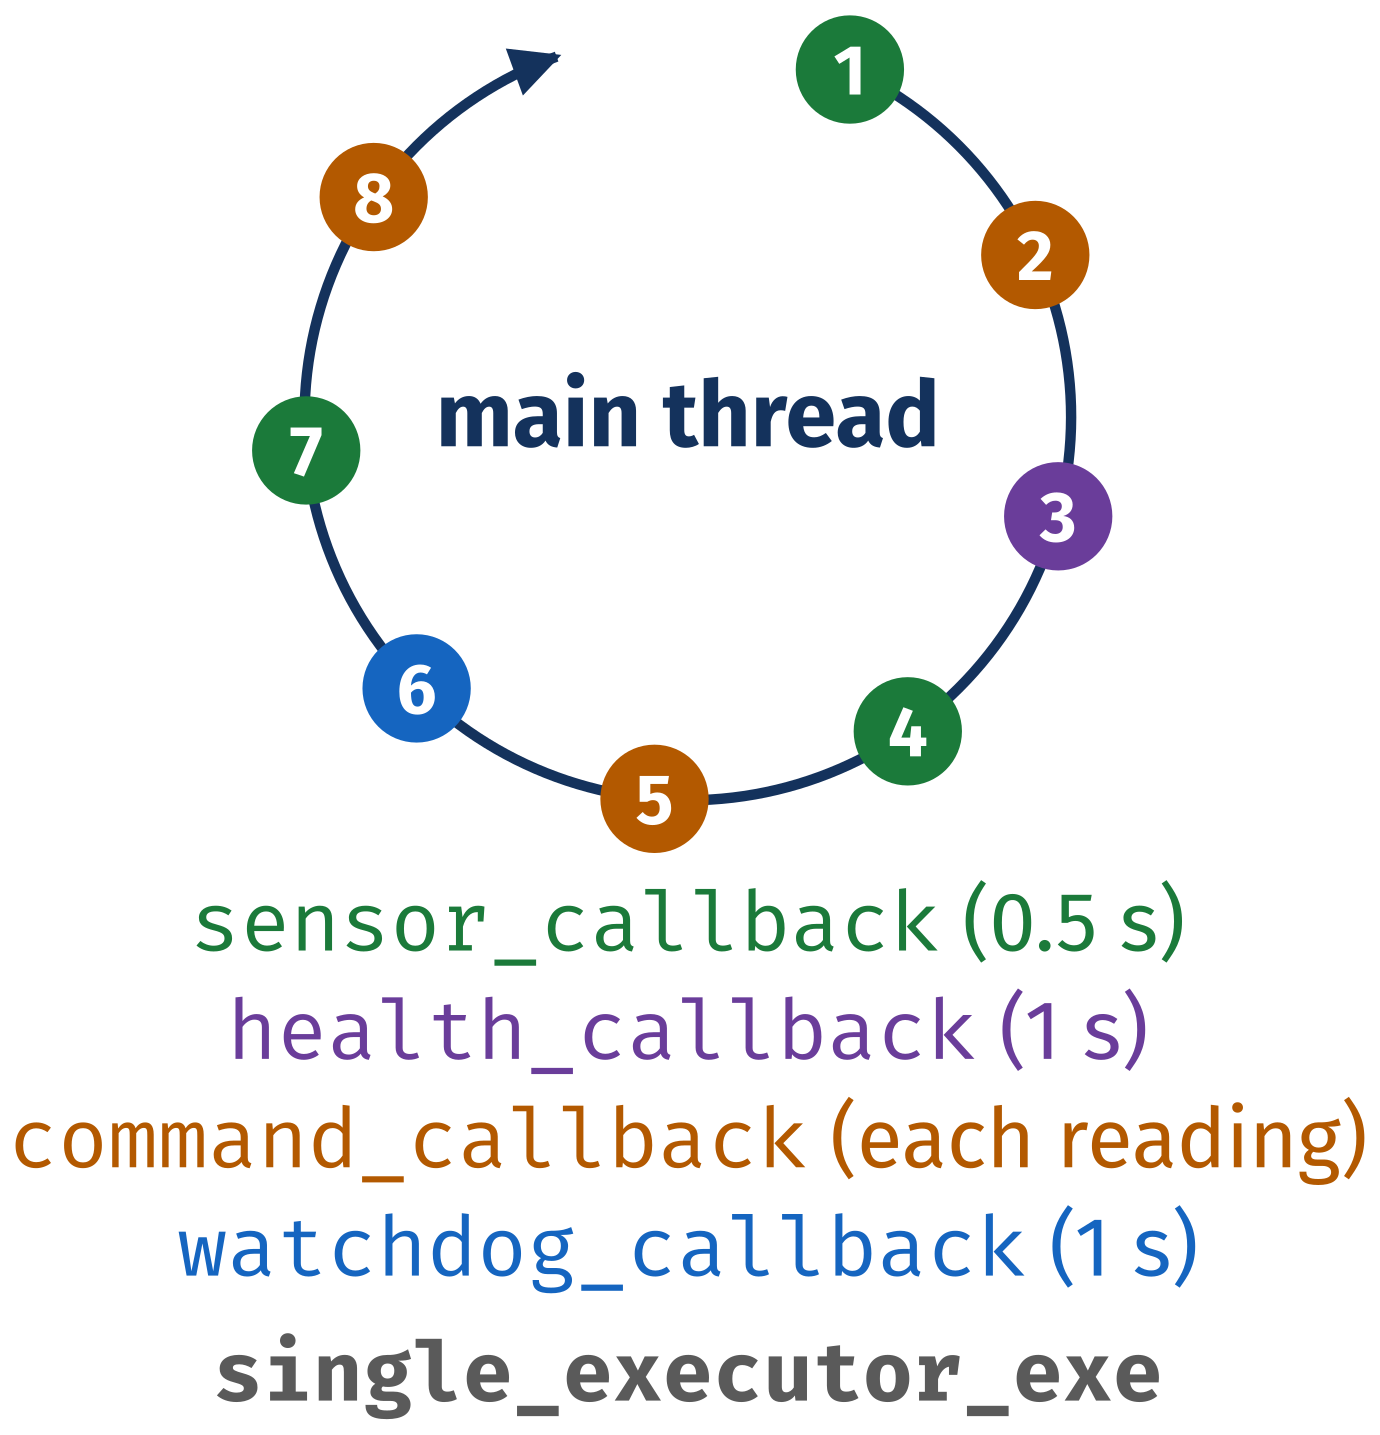 1
2
3
4
5
6
7
8
main thread
sensor_callback (0.5 s)
health_callback (1 s)
command_callback (each reading)
watchdog_callback (1 s)
single_executor_exe